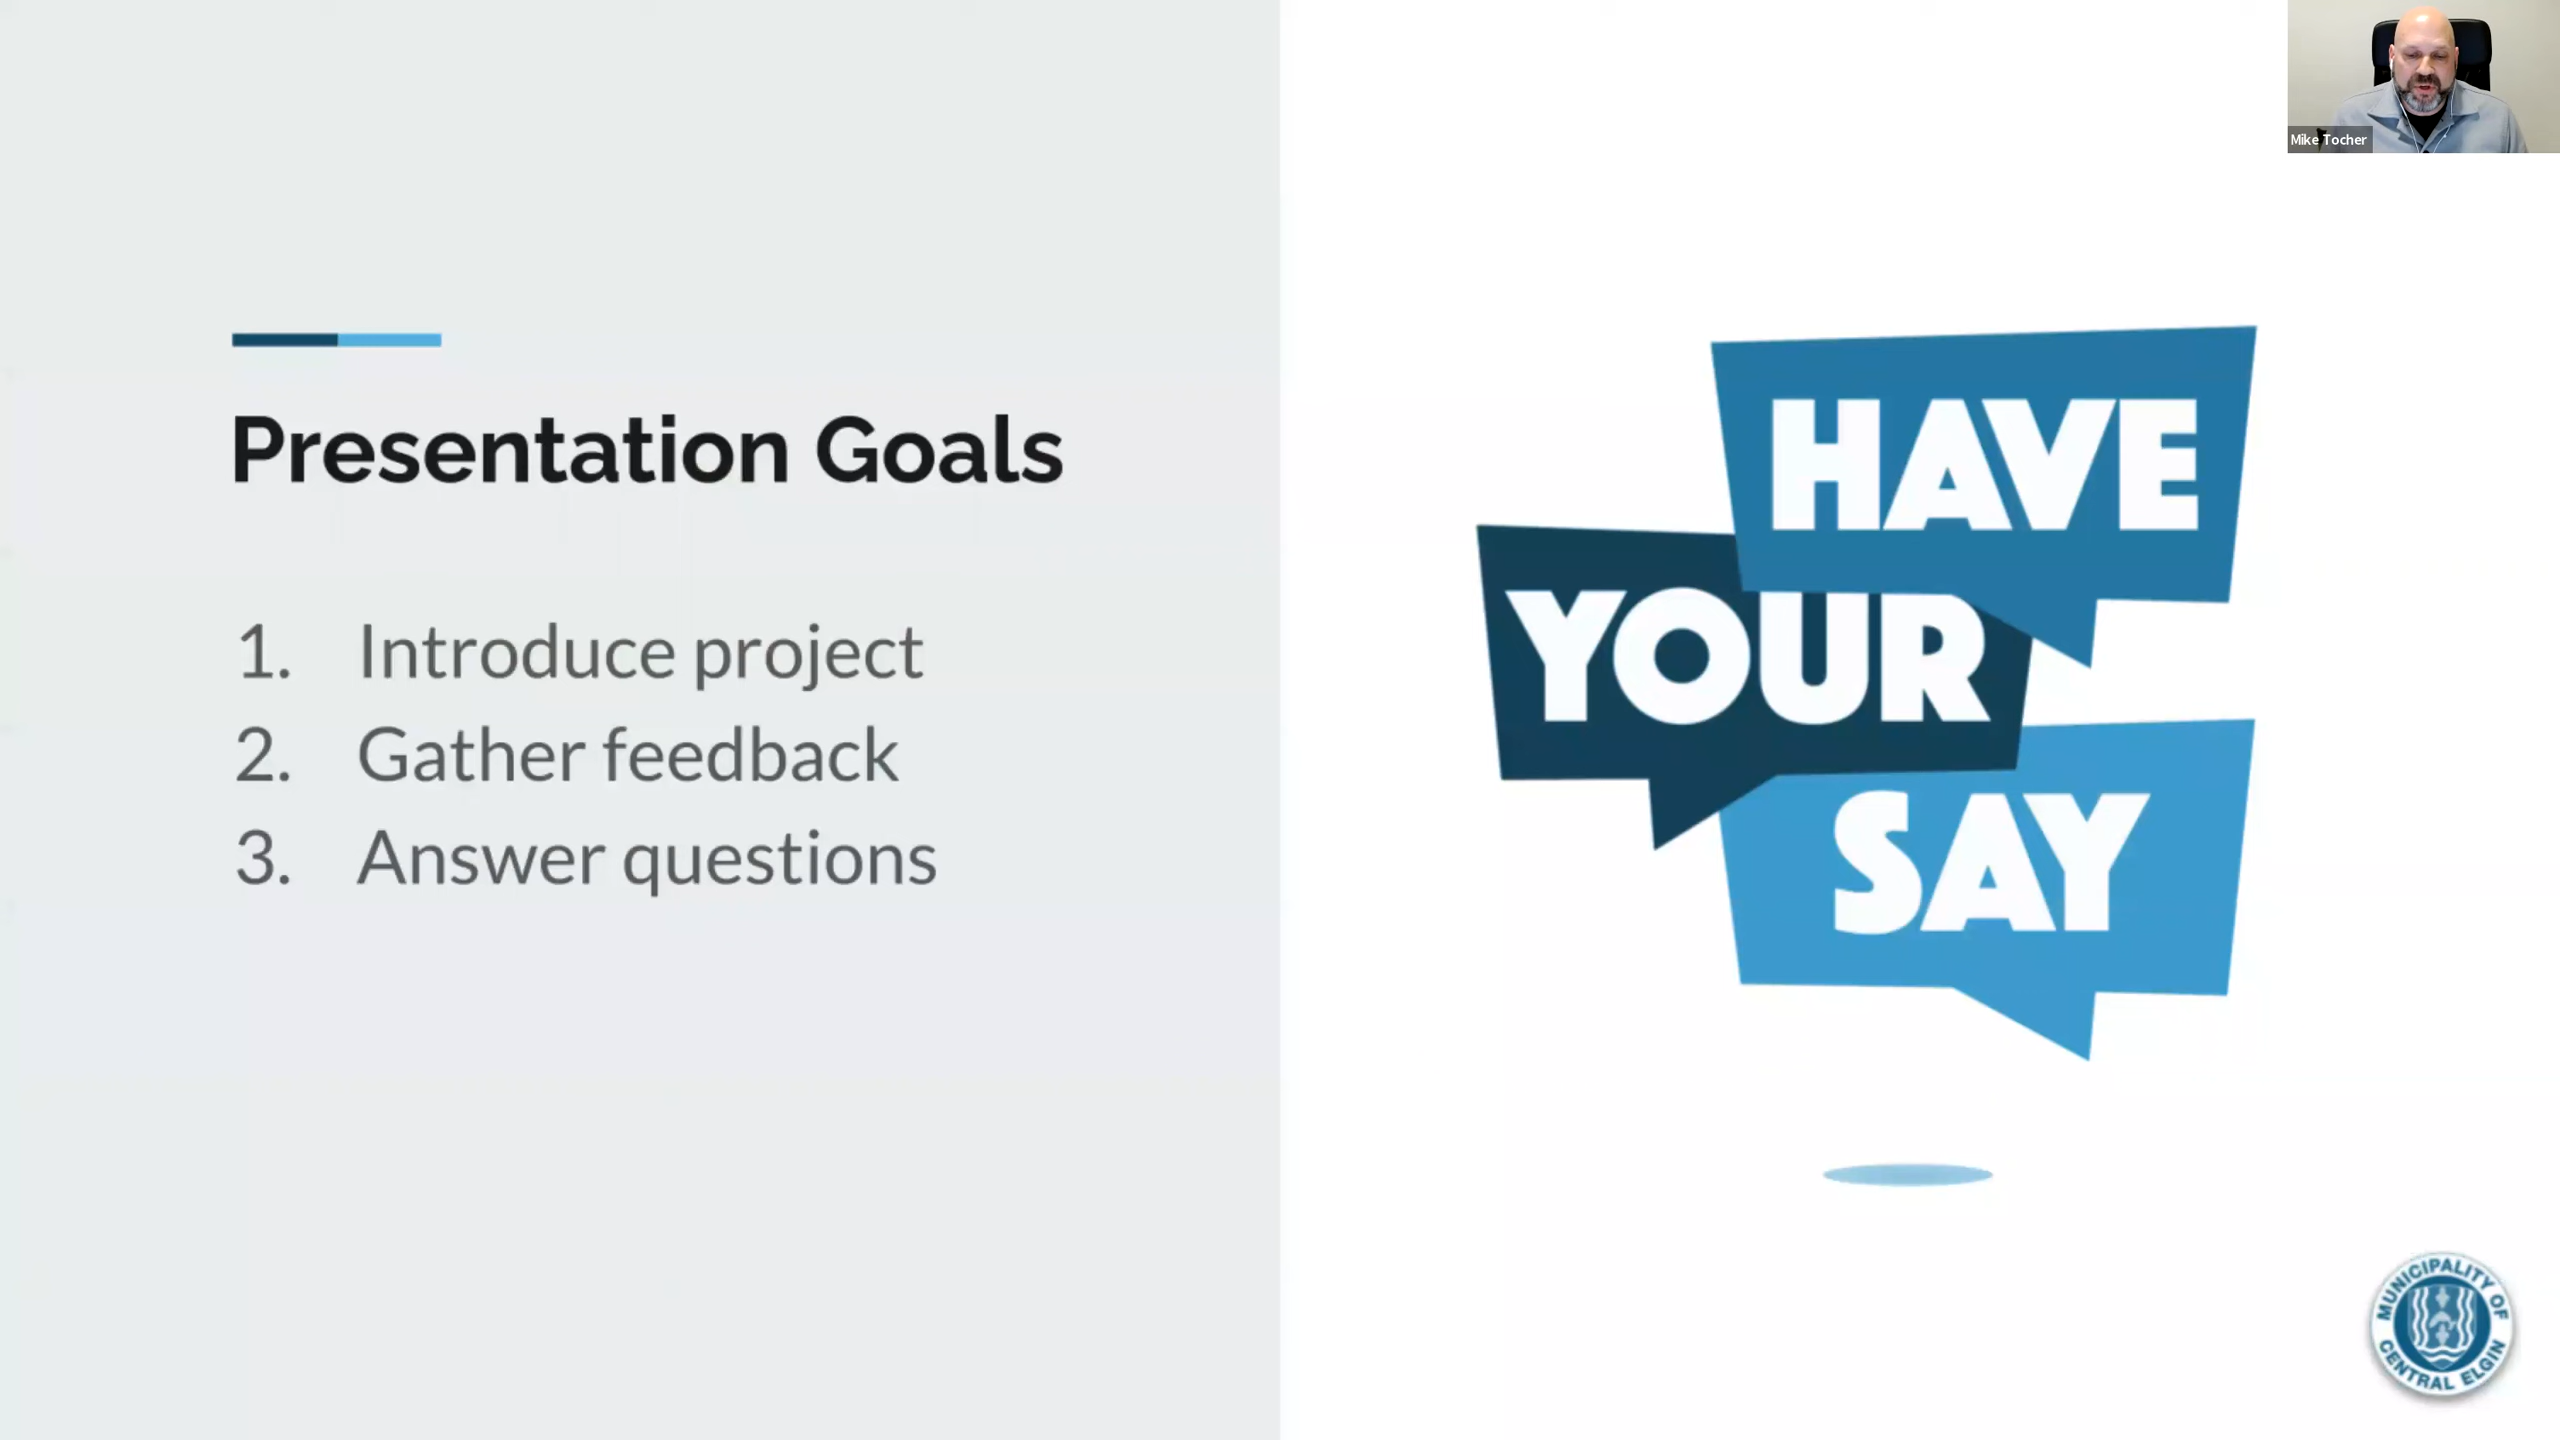 Mike Tocher
Presentation Goals
1. Introduce project
2. Gather feedback
3. Answer questions
HAVE
YOUR
SAY
MUNICIPALITY OF
CENTRAL ELGIN